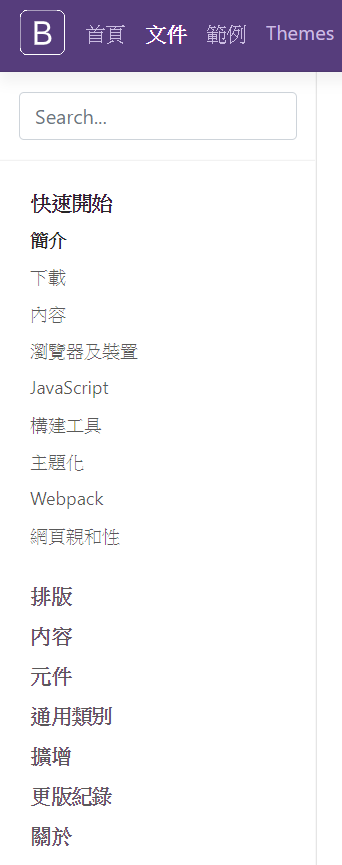 B 首頁 文件 範例 Themes
Search...
快速開始
簡介
下載
內容
瀏覽器及裝置
JavaScript
構建工具
主題化
Webpack
網頁親和性
排版
內容
元件
通用類別
擴增
更版紀錄
關於